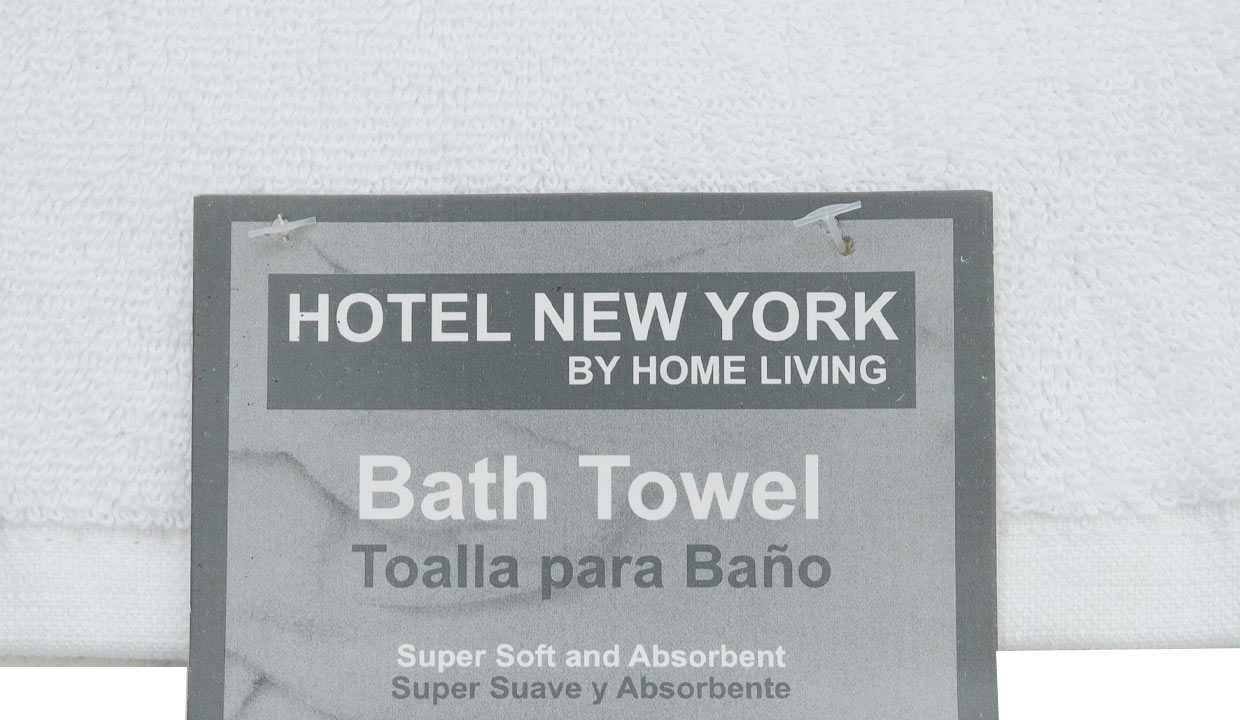 HOTEL NEW YORK
BY HOME LIVING
Bath Towel
Toalla para Baño
Super Soft and Absorbent
Super Suave y Absorbente